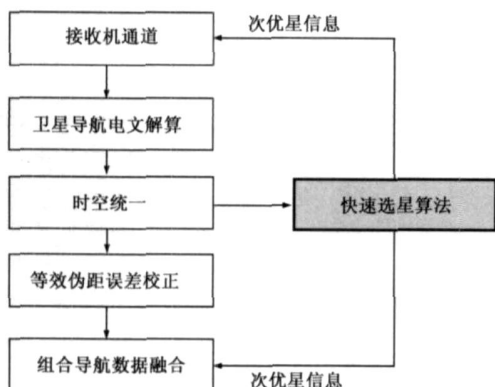 接收机通道
次优星信息
卫星导航电文解算
时空统一
快速选星算法
等效伪距误差校正
组合导航数据融合
次优星信息